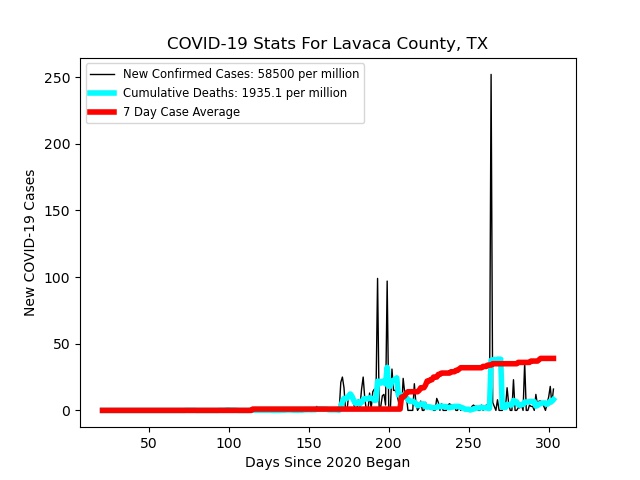 COVID-19 Stats For Lavaca County, TX
New Confirmed Cases: 58500 per million
Cumulative Deaths: 1935.1 per million
7 Day Case Average
New COVID-19 Cases
250
200
150
100
50
0
50 100 150 200 250 300
Days Since 2020 Began